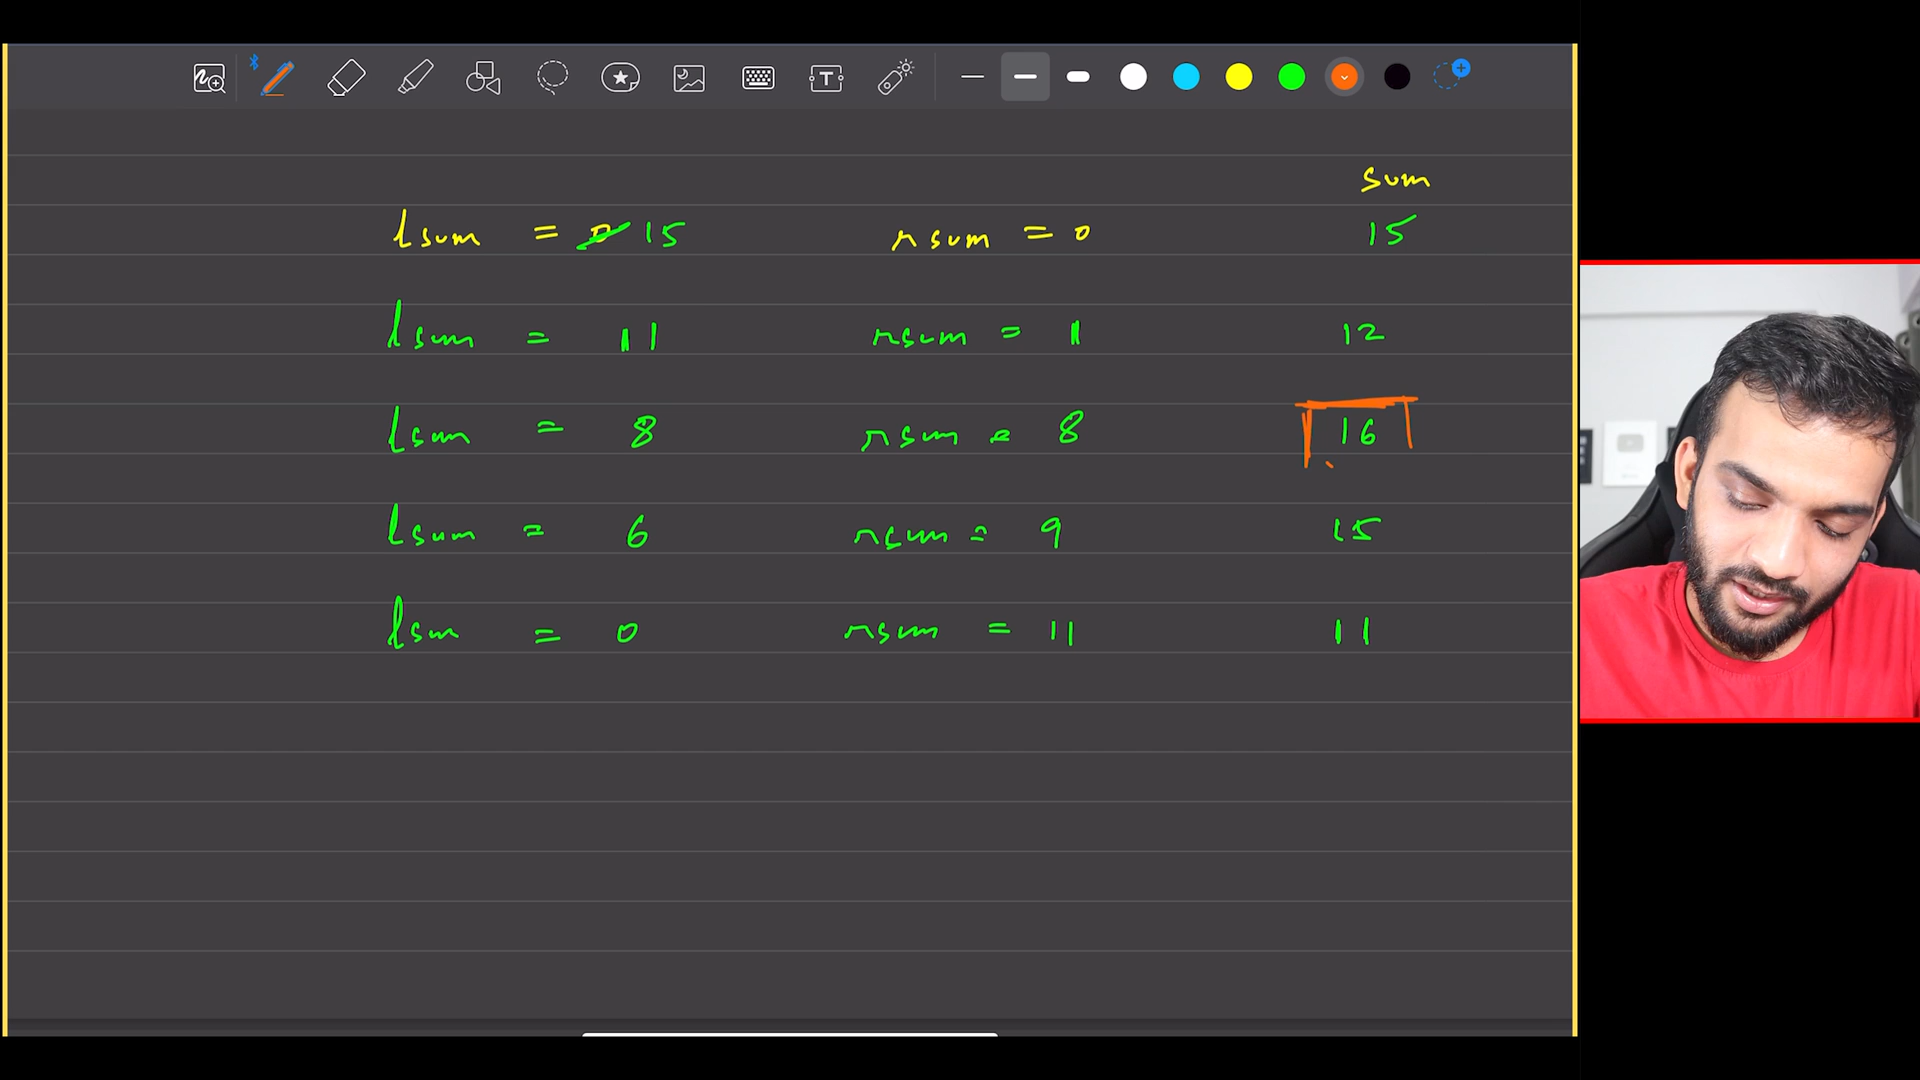 sum
lsum = 0 15 rsum = 0 15
lsum = 11 rsum = 1 12
lsum = 8 rsum = 8 16
lsum = 6 rsum = 9 15
lsum = 0 rsum = 11 11